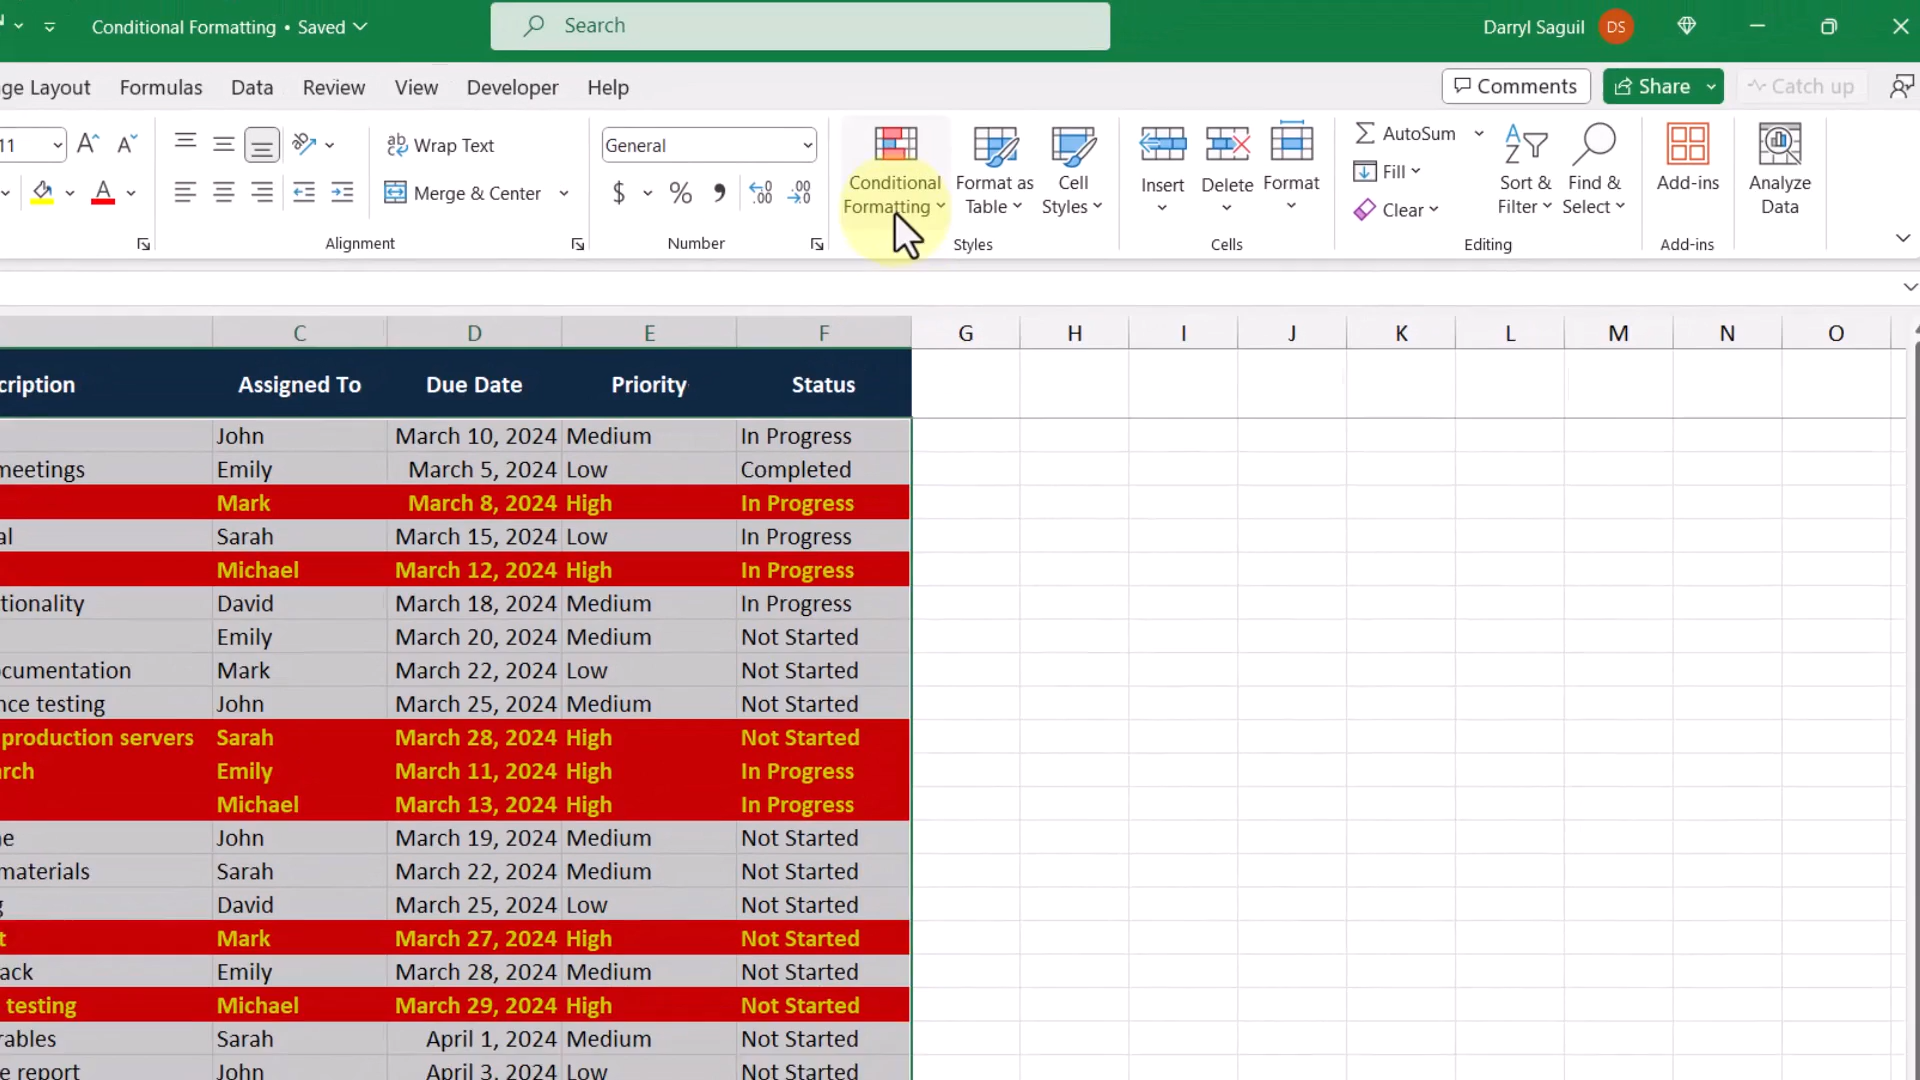 Conditional Formatting • Saved
Search
Darryl Saguil DS
ge Layout Formulas Data Review View Developer Help
Comments Share Catch up
11 Wrap Text General
Merge & Center $ % ,
Conditional Formatting
Format as Table
Cell Styles
Insert Delete Format
AutoSum
Fill
Clear
Sort & Filter
Find & Select
Add-ins
Analyze Data
Alignment Number Styles Cells Editing Add-ins
C D E F G H I J K L M N O
cription Assigned To Due Date Priority Status
John March 10, 2024 Medium In Progress
meetings Emily March 5, 2024 Low Completed
Mark March 8, 2024 High In Progress
al Sarah March 15, 2024 Low In Progress
Michael March 12, 2024 High In Progress
tionality David March 18, 2024 Medium In Progress
Emily March 20, 2024 Medium Not Started
ocumentation Mark March 22, 2024 Low Not Started
nce testing John March 25, 2024 Medium Not Started
production servers Sarah March 28, 2024 High Not Started
arch Emily March 11, 2024 High In Progress
Michael March 13, 2024 High In Progress
ne John March 19, 2024 Medium Not Started
materials Sarah March 22, 2024 Medium Not Started
g David March 25, 2024 Low Not Started
t Mark March 27, 2024 High Not Started
ack Emily March 28, 2024 Medium Not Started
testing Michael March 29, 2024 High Not Started
rables Sarah April 1, 2024 Medium Not Started
e report John April 3, 2024 Low Not Started